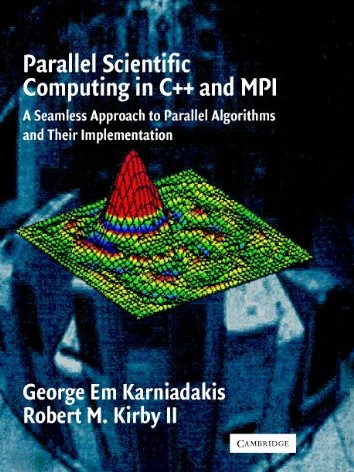 Parallel Scientific
Computing in C++ and MPI
A Seamless Approach to Parallel Algorithms
and Their Implementation
George Em Karniadakis
Robert M. Kirby II
CAMBRIDGE